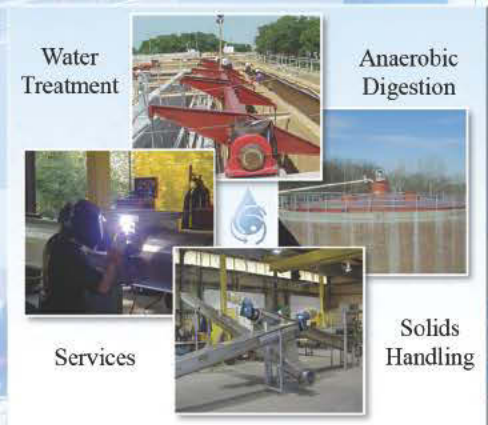 Water
Treatment
Anaerobic
Digestion
Services
Solids
Handling